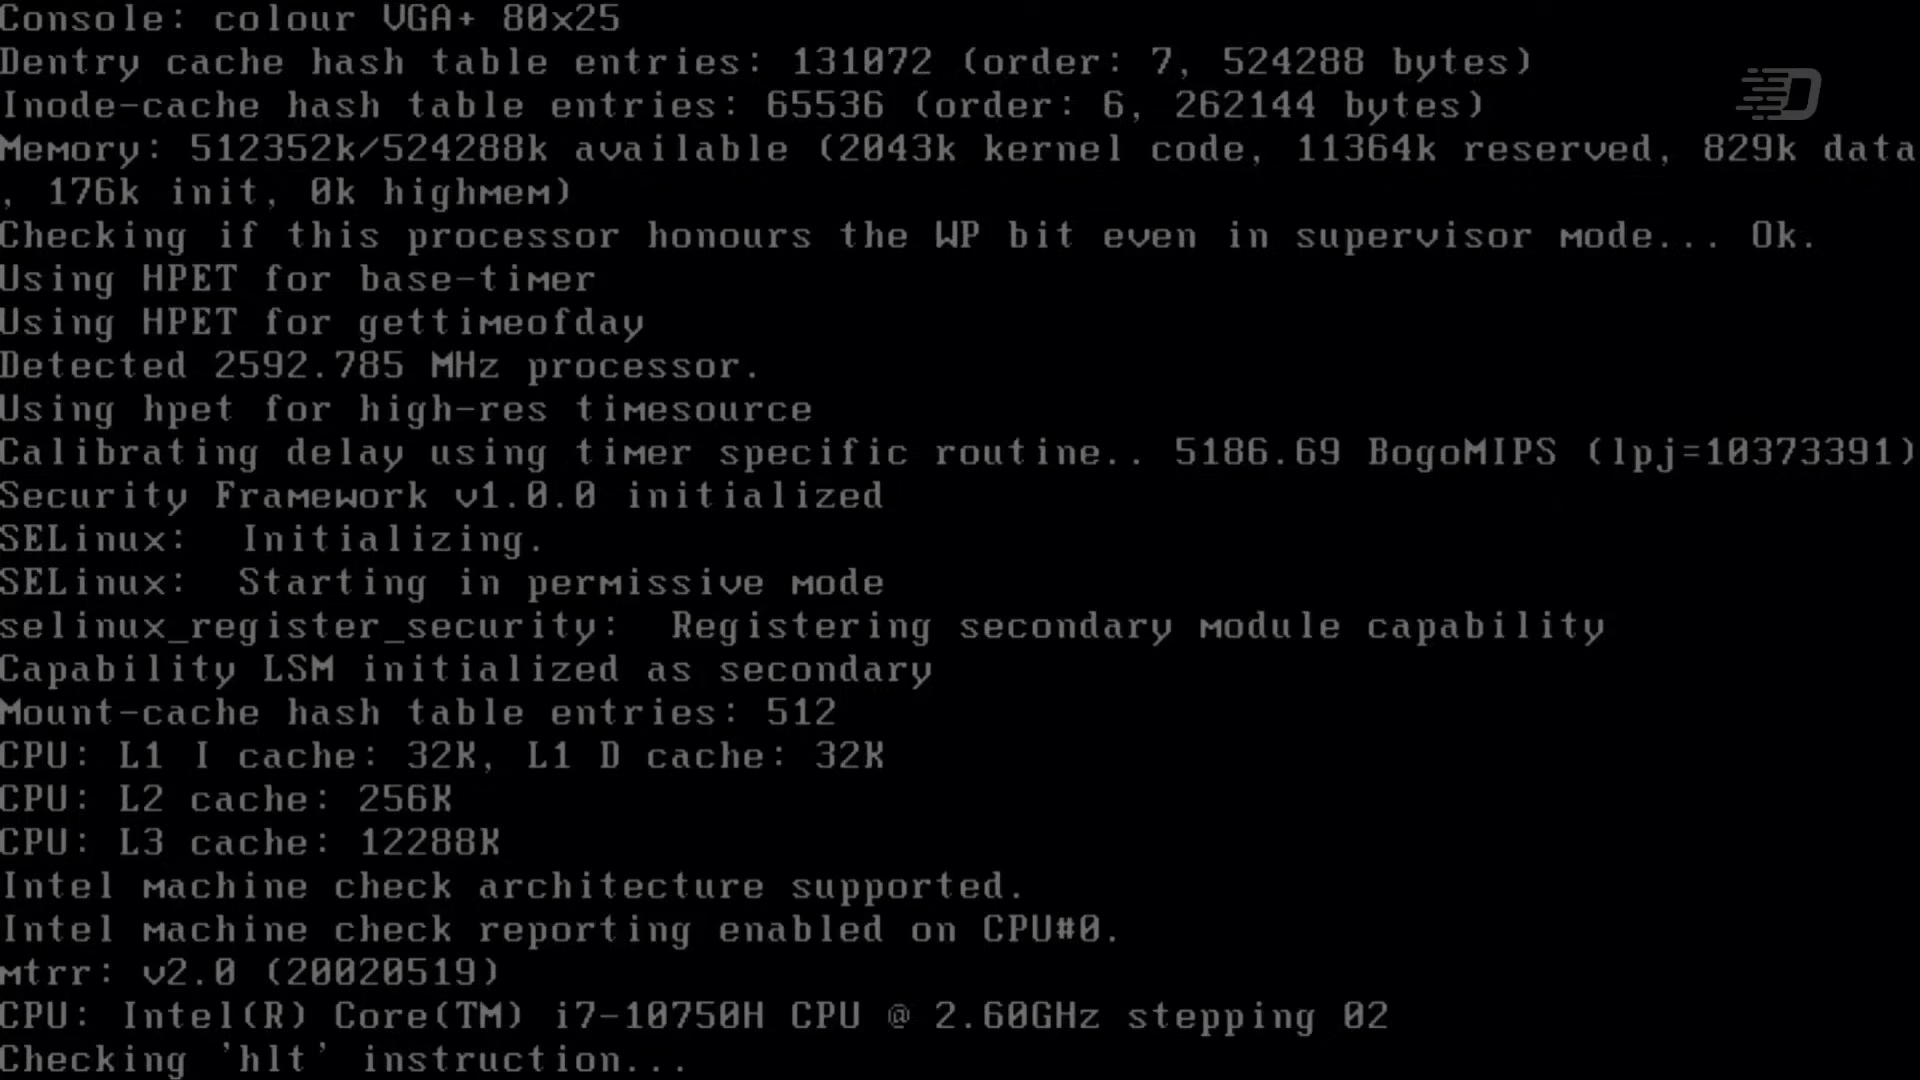 Console: colour VGA+ 80x25
Dentry cache hash table entries: 131072 (order: 7, 524288 bytes)
Inode-cache hash table entries: 65536 (order: 6, 262144 bytes)
Memory: 512352k/524288k available (2043k kernel code, 11364k reserved, 829k data
, 176k init, 0k highmem)
Checking if this processor honours the WP bit even in supervisor mode... Ok.
Using HPET for base-timer
Using HPET for gettimeofday
Detected 2592.785 MHz processor.
Using hpet for high-res timesource
Calibrating delay using timer specific routine.. 5186.69 BogoMIPS (lpj=10373391)
Security Framework v1.0.0 initialized
SELinux:  Initializing.
SELinux:  Starting in permissive mode
selinux_register_security:  Registering secondary module capability
Capability LSM initialized as secondary
Mount-cache hash table entries: 512
CPU: L1 I cache: 32K, L1 D cache: 32K
CPU: L2 cache: 256K
CPU: L3 cache: 12288K
Intel machine check architecture supported.
Intel machine check reporting enabled on CPU#0.
mtrr: v2.0 (20020519)
CPU: Intel(R) Core(TM) i7-10750H CPU @ 2.60GHz stepping 02
Checking 'hlt' instruction...